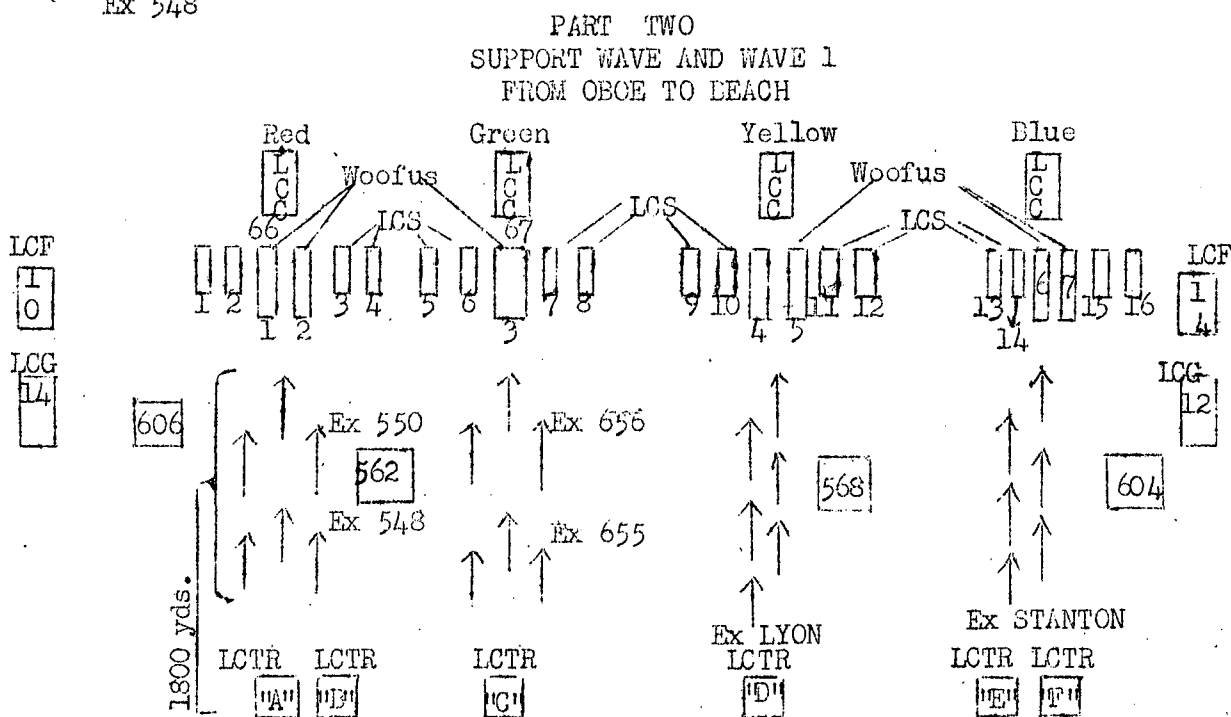 Ex 548
PART TWO
SUPPORT WAVE AND WAVE 1
FROM OBOE TO BEACH
Red Green Yellow Blue
LCC LCC LCC LCC
Woofus Woofus
66 67
LCS LCS LCS
LCF LCF
10 14
1 2 1 2 3 4 5 6 3 7 8 9 10 4 5 11 12 13 14 6 7 15 16
LCG LCG
14 12
606 Ex 550 Ex 656
562 568 604
Ex 548 Ex 655
1800 yds.
Ex LYON Ex STANTON
LCTR LCTR LCTR LCTR LCTR LCTR
"A" "C" "D" "E" "F"